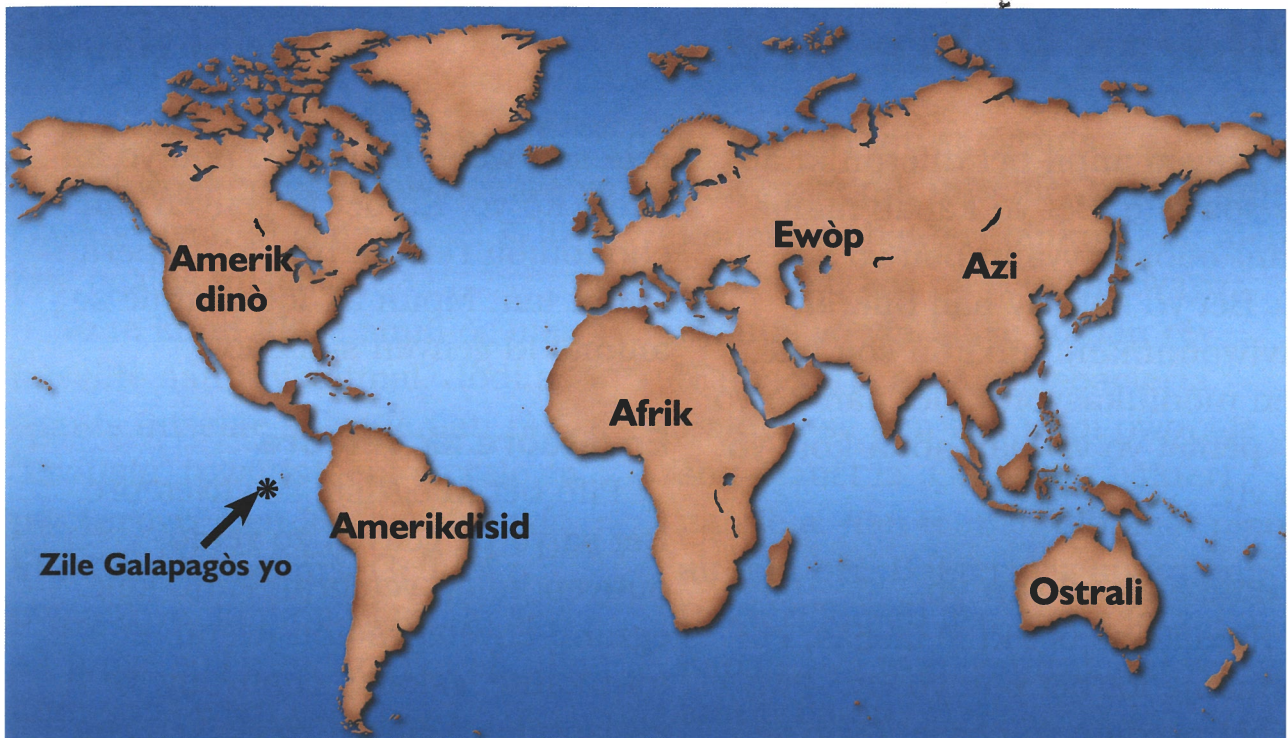 Amerik
dinò
Ewòp
Azi
Afrik
Amerikdisid
Zile Galapagòs yo
Ostrali